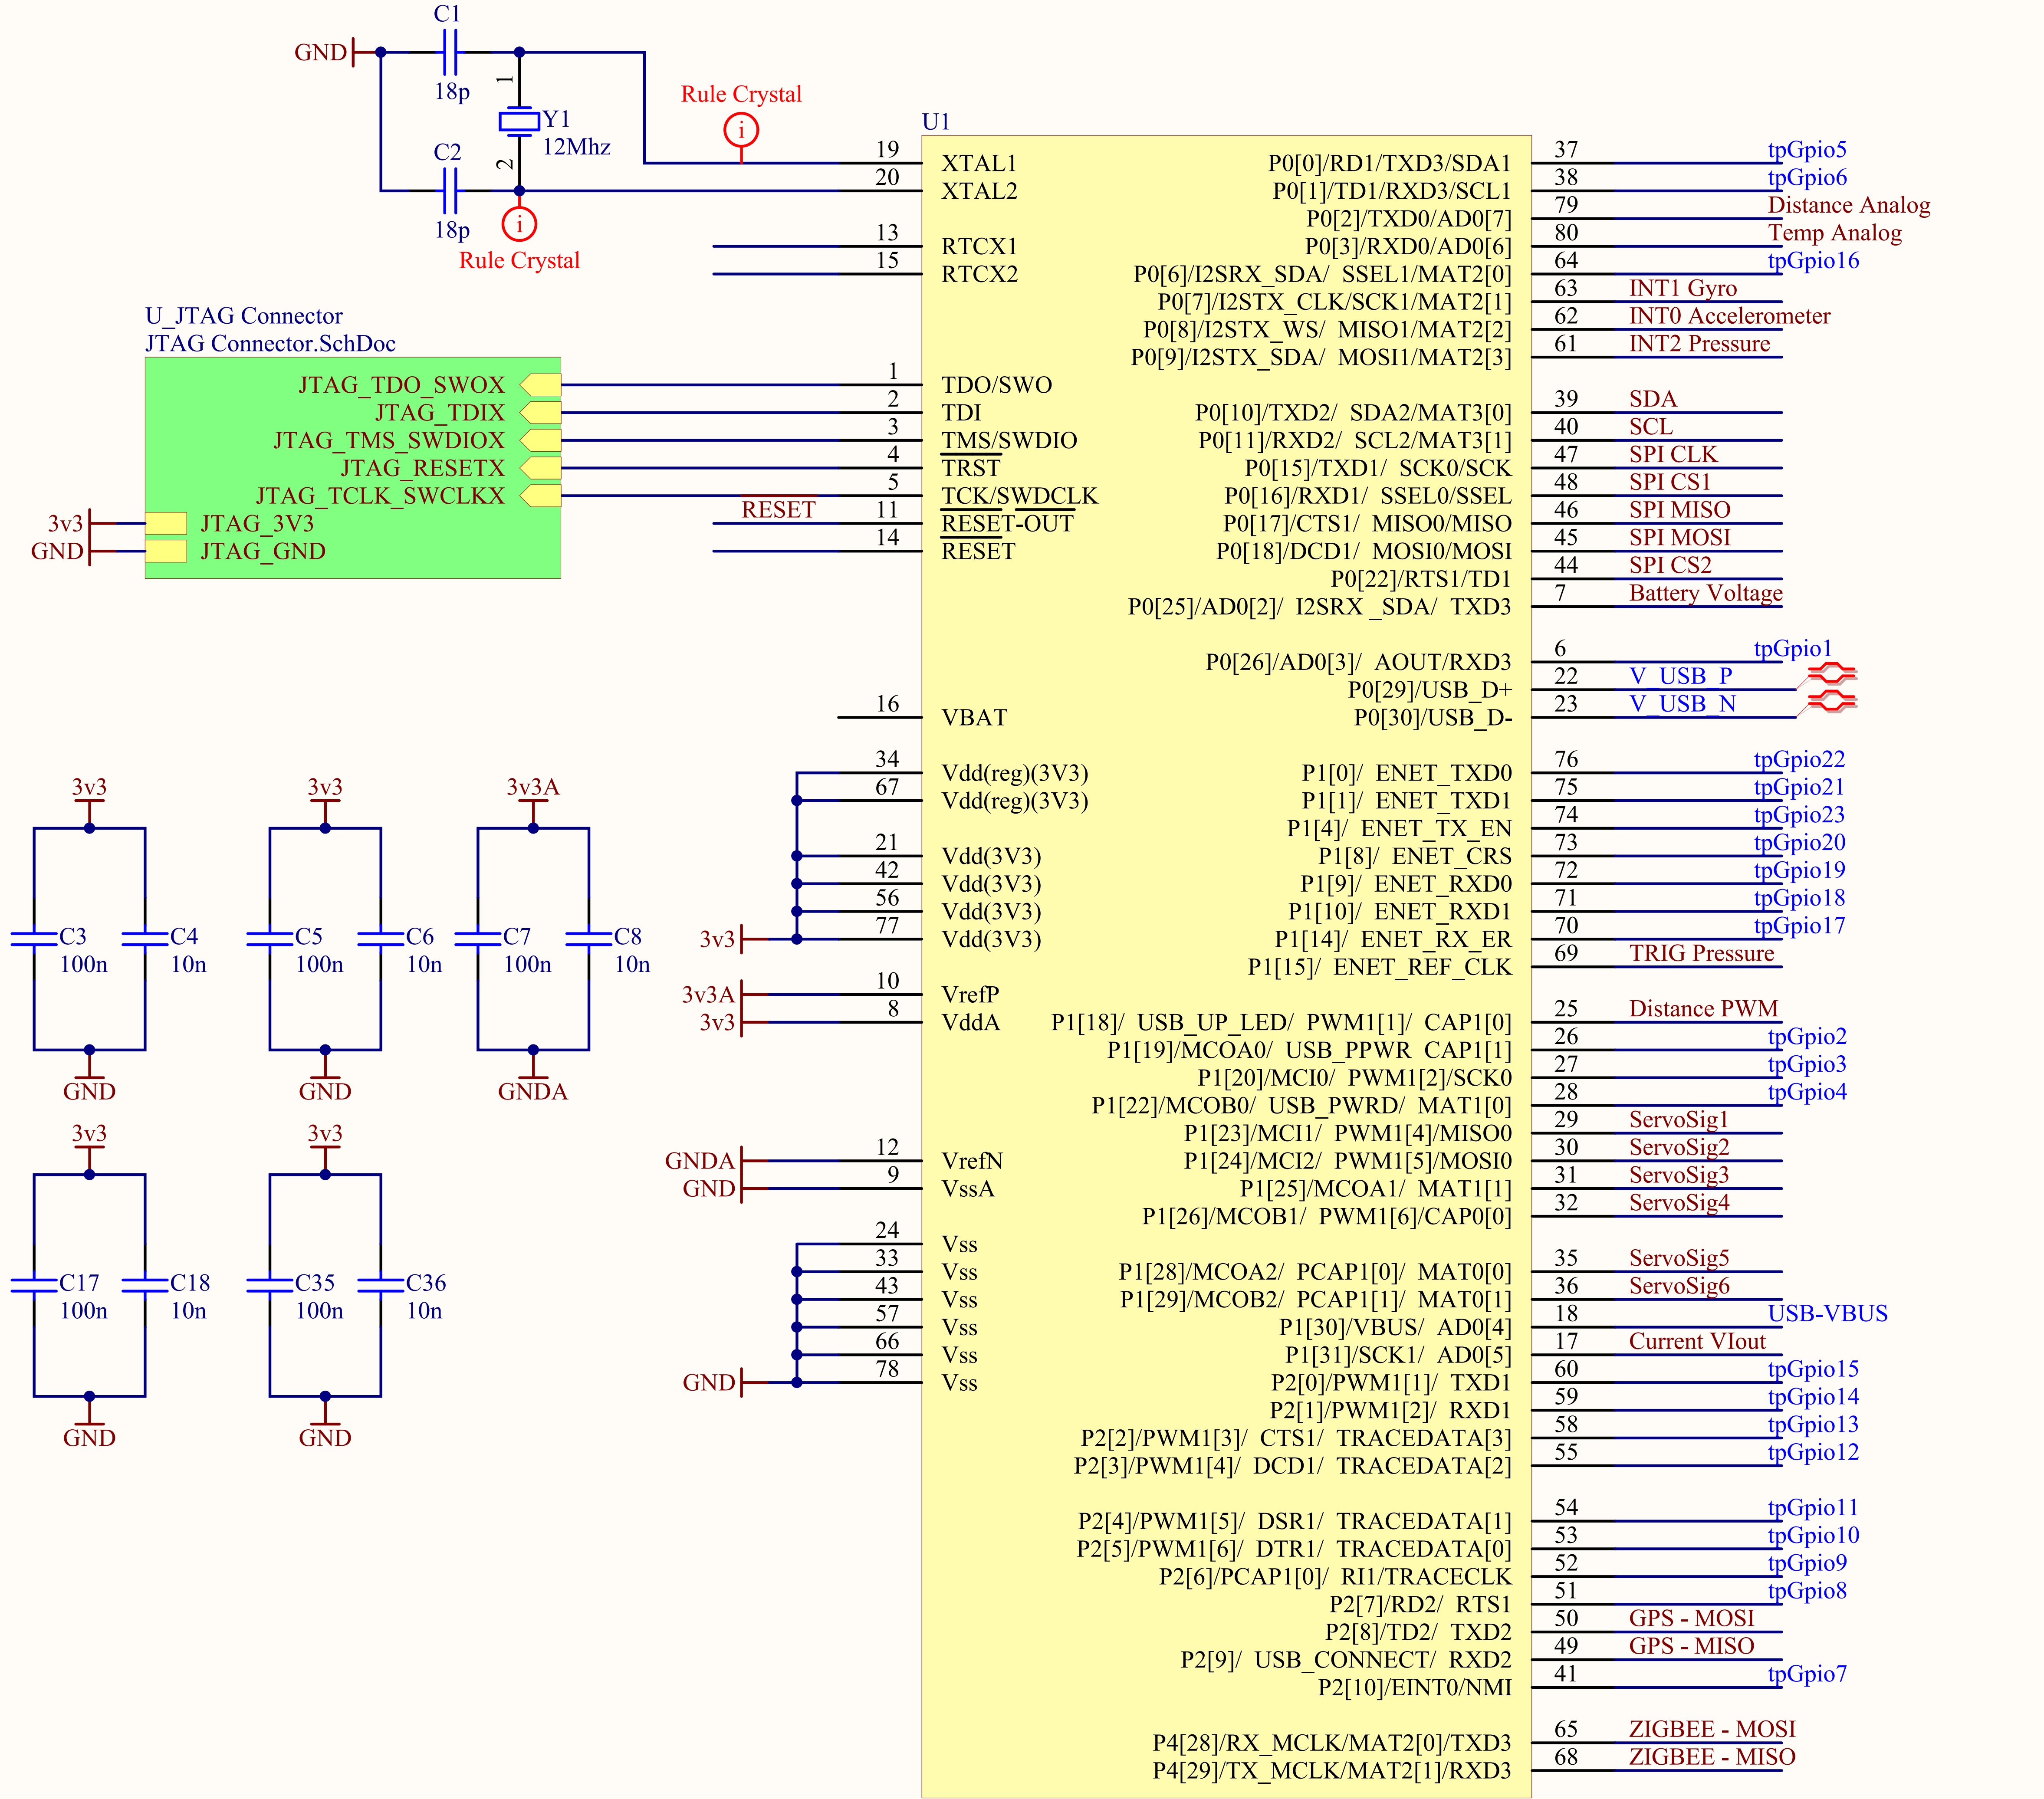 C1
GND
18p
1
Y1
12Mhz
2
C2
18p
Rule Crystal
i
Rule Crystal
i
U_JTAG Connector
JTAG Connector.SchDoc
JTAG_TDO_SWOX
JTAG_TDIX
JTAG_TMS_SWDIOX
JTAG_RESETX
JTAG_TCLK_SWCLKX
3v3 JTAG_3V3
GND JTAG_GND
RESET
3v3
C3 100n
C4 10n
GND
3v3
C5 100n
C6 10n
GND
3v3A
C7 100n
C8 10n
GNDA
3v3
C17 100n
C18 10n
GND
3v3
C35 100n
C36 10n
GND
U1
19 XTAL1
20 XTAL2
13 RTCX1
15 RTCX2
1 TDO/SWO
2 TDI
3 TMS/SWDIO
4 TRST
5 TCK/SWDCLK
11 RESET-OUT
14 RESET
16 VBAT
34 Vdd(reg)(3V3)
67 Vdd(reg)(3V3)
21 Vdd(3V3)
42 Vdd(3V3)
56 Vdd(3V3)
3v3 77 Vdd(3V3)
3v3A 10 VrefP
3v3 8 VddA
GNDA 12 VrefN
GND 9 VssA
24 Vss
33 Vss
43 Vss
57 Vss
66 Vss
GND 78 Vss
P0[0]/RD1/TXD3/SDA1 37 tpGpio5
P0[1]/TD1/RXD3/SCL1 38 tpGpio6
P0[2]/TXD0/AD0[7] 79 Distance Analog
P0[3]/RXD0/AD0[6] 80 Temp Analog
P0[6]/I2SRX_SDA/ SSEL1/MAT2[0] 64 tpGpio16
P0[7]/I2STX_CLK/SCK1/MAT2[1] 63 INT1 Gyro
P0[8]/I2STX_WS/ MISO1/MAT2[2] 62 INT0 Accelerometer
P0[9]/I2STX_SDA/ MOSI1/MAT2[3] 61 INT2 Pressure
P0[10]/TXD2/ SDA2/MAT3[0] 39 SDA
P0[11]/RXD2/ SCL2/MAT3[1] 40 SCL
P0[15]/TXD1/ SCK0/SCK 47 SPI CLK
P0[16]/RXD1/ SSEL0/SSEL 48 SPI CS1
P0[17]/CTS1/ MISO0/MISO 46 SPI MISO
P0[18]/DCD1/ MOSI0/MOSI 45 SPI MOSI
P0[22]/RTS1/TD1 44 SPI CS2
P0[25]/AD0[2]/ I2SRX _SDA/ TXD3 7 Battery Voltage
P0[26]/AD0[3]/ AOUT/RXD3 6 tpGpio1
P0[29]/USB_D+ 22 V_USB_P
P0[30]/USB_D- 23 V_USB_N
P1[0]/ ENET_TXD0 76 tpGpio22
P1[1]/ ENET_TXD1 75 tpGpio21
P1[4]/ ENET_TX_EN 74 tpGpio23
P1[8]/ ENET_CRS 73 tpGpio20
P1[9]/ ENET_RXD0 72 tpGpio19
P1[10]/ ENET_RXD1 71 tpGpio18
P1[14]/ ENET_RX_ER 70 tpGpio17
P1[15]/ ENET_REF_CLK 69 TRIG Pressure
P1[18]/ USB_UP_LED/ PWM1[1]/ CAP1[0] 25 Distance PWM
P1[19]/MCOA0/ USB_PPWR CAP1[1] 26 tpGpio2
P1[20]/MCI0/ PWM1[2]/SCK0 27 tpGpio3
P1[22]/MCOB0/ USB_PWRD/ MAT1[0] 28 tpGpio4
P1[23]/MCI1/ PWM1[4]/MISO0 29 ServoSig1
P1[24]/MCI2/ PWM1[5]/MOSI0 30 ServoSig2
P1[25]/MCOA1/ MAT1[1] 31 ServoSig3
P1[26]/MCOB1/ PWM1[6]/CAP0[0] 32 ServoSig4
P1[28]/MCOA2/ PCAP1[0]/ MAT0[0] 35 ServoSig5
P1[29]/MCOB2/ PCAP1[1]/ MAT0[1] 36 ServoSig6
P1[30]/VBUS/ AD0[4] 18 USB-VBUS
P1[31]/SCK1/ AD0[5] 17 Current VIout
P2[0]/PWM1[1]/ TXD1 60 tpGpio15
P2[1]/PWM1[2]/ RXD1 59 tpGpio14
P2[2]/PWM1[3]/ CTS1/ TRACEDATA[3] 58 tpGpio13
P2[3]/PWM1[4]/ DCD1/ TRACEDATA[2] 55 tpGpio12
P2[4]/PWM1[5]/ DSR1/ TRACEDATA[1] 54 tpGpio11
P2[5]/PWM1[6]/ DTR1/ TRACEDATA[0] 53 tpGpio10
P2[6]/PCAP1[0]/ RI1/TRACECLK 52 tpGpio9
P2[7]/RD2/ RTS1 51 tpGpio8
P2[8]/TD2/ TXD2 50 GPS - MOSI
P2[9]/ USB_CONNECT/ RXD2 49 GPS - MISO
P2[10]/EINT0/NMI 41 tpGpio7
P4[28]/RX_MCLK/MAT2[0]/TXD3 65 ZIGBEE - MOSI
P4[29]/TX_MCLK/MAT2[1]/RXD3 68 ZIGBEE - MISO